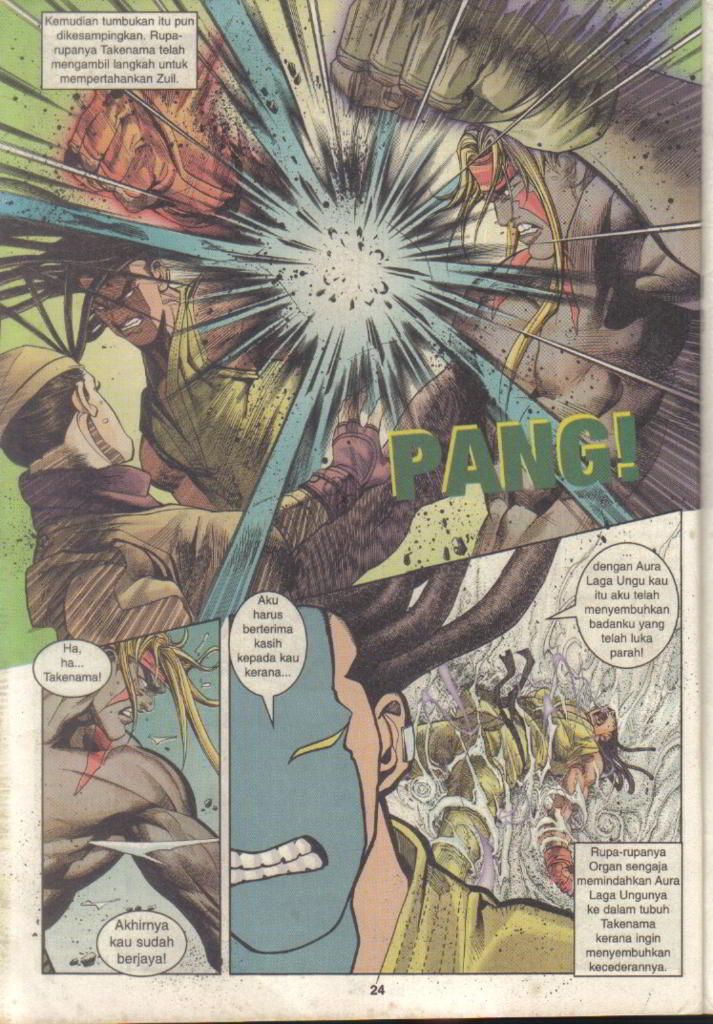 Kemudian tumbukan itu pun
dikesampingkan. Rupa-
rupanya Takenama telah
mengambil langkah untuk
mempertahankan Zuil.
PANG!
Ha,
ha...
Takenama!
Akhirnya
kau sudah
berjaya!
Aku
harus
berterima
kasih
kepada kau
kerana...
dengan Aura
Laga Ungu kau
itu aku telah
menyembuhkan
badanku yang
telah luka
parah!
Rupa-rupanya
Organ sengaja
memindahkan Aura
Laga Ungunya
ke dalam tubuh
Takenama
kerana ingin
menyembuhkan
kecederannya.
24